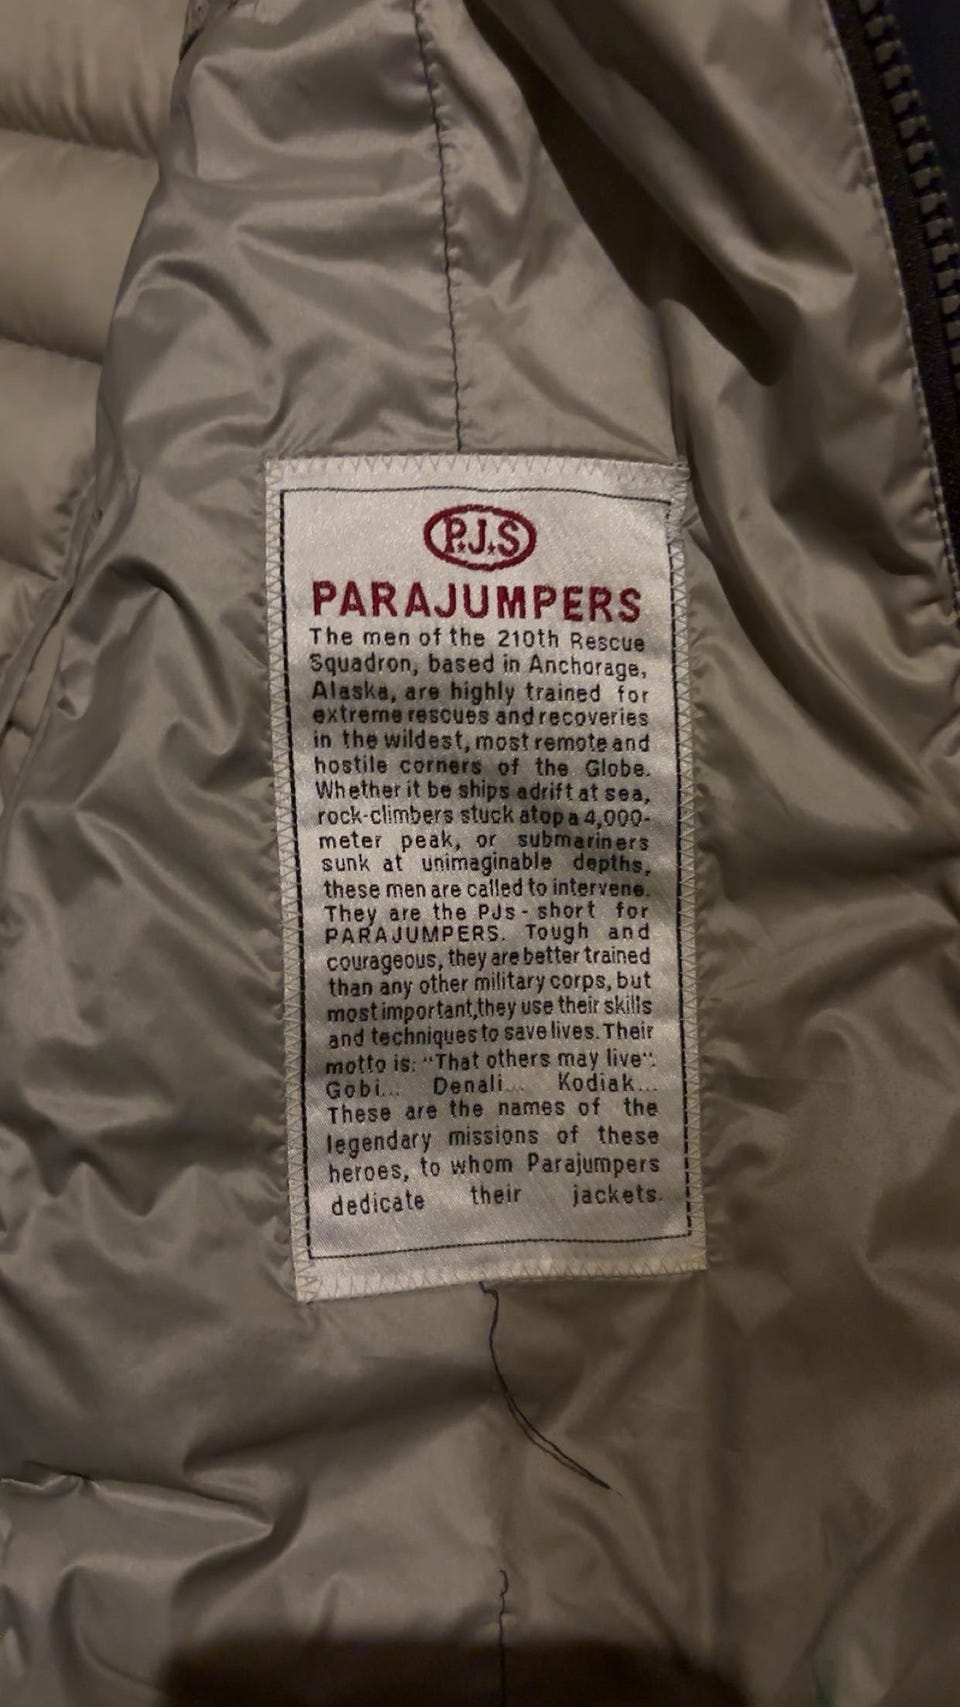 P.J.S
PARAJUMPERS
The men of the 210th Rescue
Squadron, based in Anchorage,
Alaska, are highly trained for
extreme rescues and recoveries
in the wildest, most remote and
hostile corners of the Globe.
Whether it be ships adrift at sea,
rock-climbers stuck atop a 4,000-
meter peak, or submariners
sunk at unimaginable depths,
these men are called to intervene.
They are the PJs - short for
PARAJUMPERS. Tough and
courageous, they are better trained
than any other military corps, but
most important,they use their skills
and techniques to save lives. Their
motto is: "That others may live".
Gobi... Denali... Kodiak...
These are the names of the
legendary missions of these
heroes, to whom Parajumpers
dedicate their jackets.